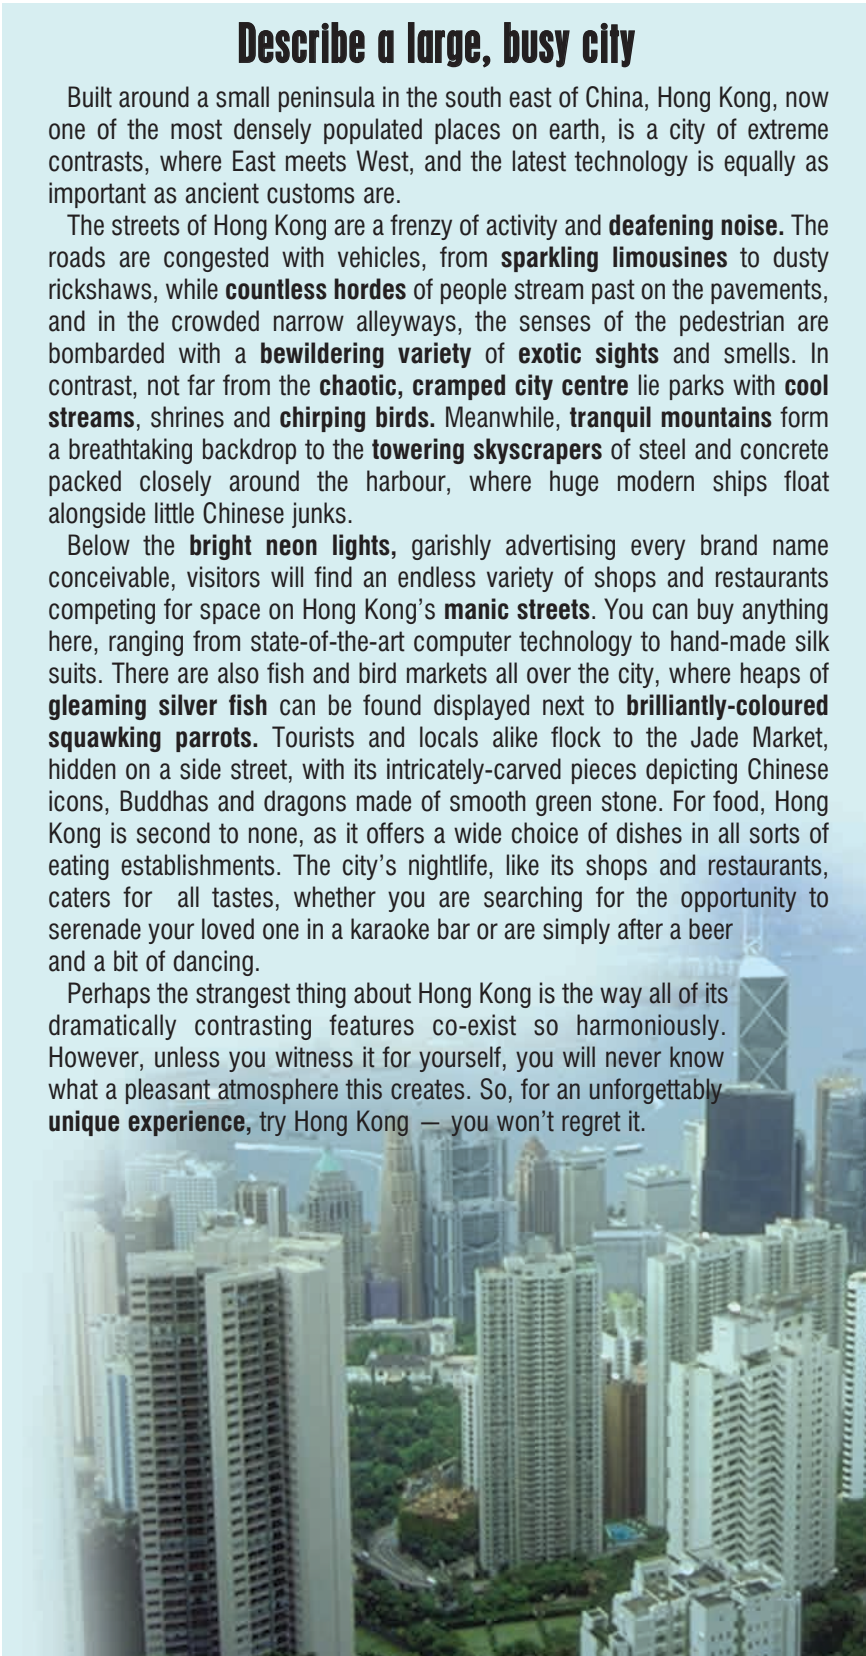 Describe a large, busy city
Built around a small peninsula in the south east of China, Hong Kong, now
one of the most densely populated places on earth, is a city of extreme
contrasts, where East meets West, and the latest technology is equally as
important as ancient customs are.
The streets of Hong Kong are a frenzy of activity and deafening noise. The
roads are congested with vehicles, from sparkling limousines to dusty
rickshaws, while countless hordes of people stream past on the pavements,
and in the crowded narrow alleyways, the senses of the pedestrian are
bombarded with a bewildering variety of exotic sights and smells. In
contrast, not far from the chaotic, cramped city centre lie parks with cool
streams, shrines and chirping birds. Meanwhile, tranquil mountains form
a breathtaking backdrop to the towering skyscrapers of steel and concrete
packed closely around the harbour, where huge modern ships float
alongside little Chinese junks.
Below the bright neon lights, garishly advertising every brand name
conceivable, visitors will find an endless variety of shops and restaurants
competing for space on Hong Kong's manic streets. You can buy anything
here, ranging from state-of-the-art computer technology to hand-made silk
suits. There are also fish and bird markets all over the city, where heaps of
gleaming silver fish can be found displayed next to brilliantly-coloured
squawking parrots. Tourists and locals alike flock to the Jade Market,
hidden on a side street, with its intricately-carved pieces depicting Chinese
icons, Buddhas and dragons made of smooth green stone. For food, Hong
Kong is second to none, as it offers a wide choice of dishes in all sorts of
eating establishments. The city's nightlife, like its shops and restaurants,
caters for all tastes, whether you are searching for the opportunity to
serenade your loved one in a karaoke bar or are simply after a beer
and a bit of dancing.
Perhaps the strangest thing about Hong Kong is the way all of its
dramatically contrasting features co-exist so harmoniously.
However, unless you witness it for yourself, you will never know
what a pleasant atmosphere this creates. So, for an unforgettably
unique experience, try Hong Kong — you won't regret it.